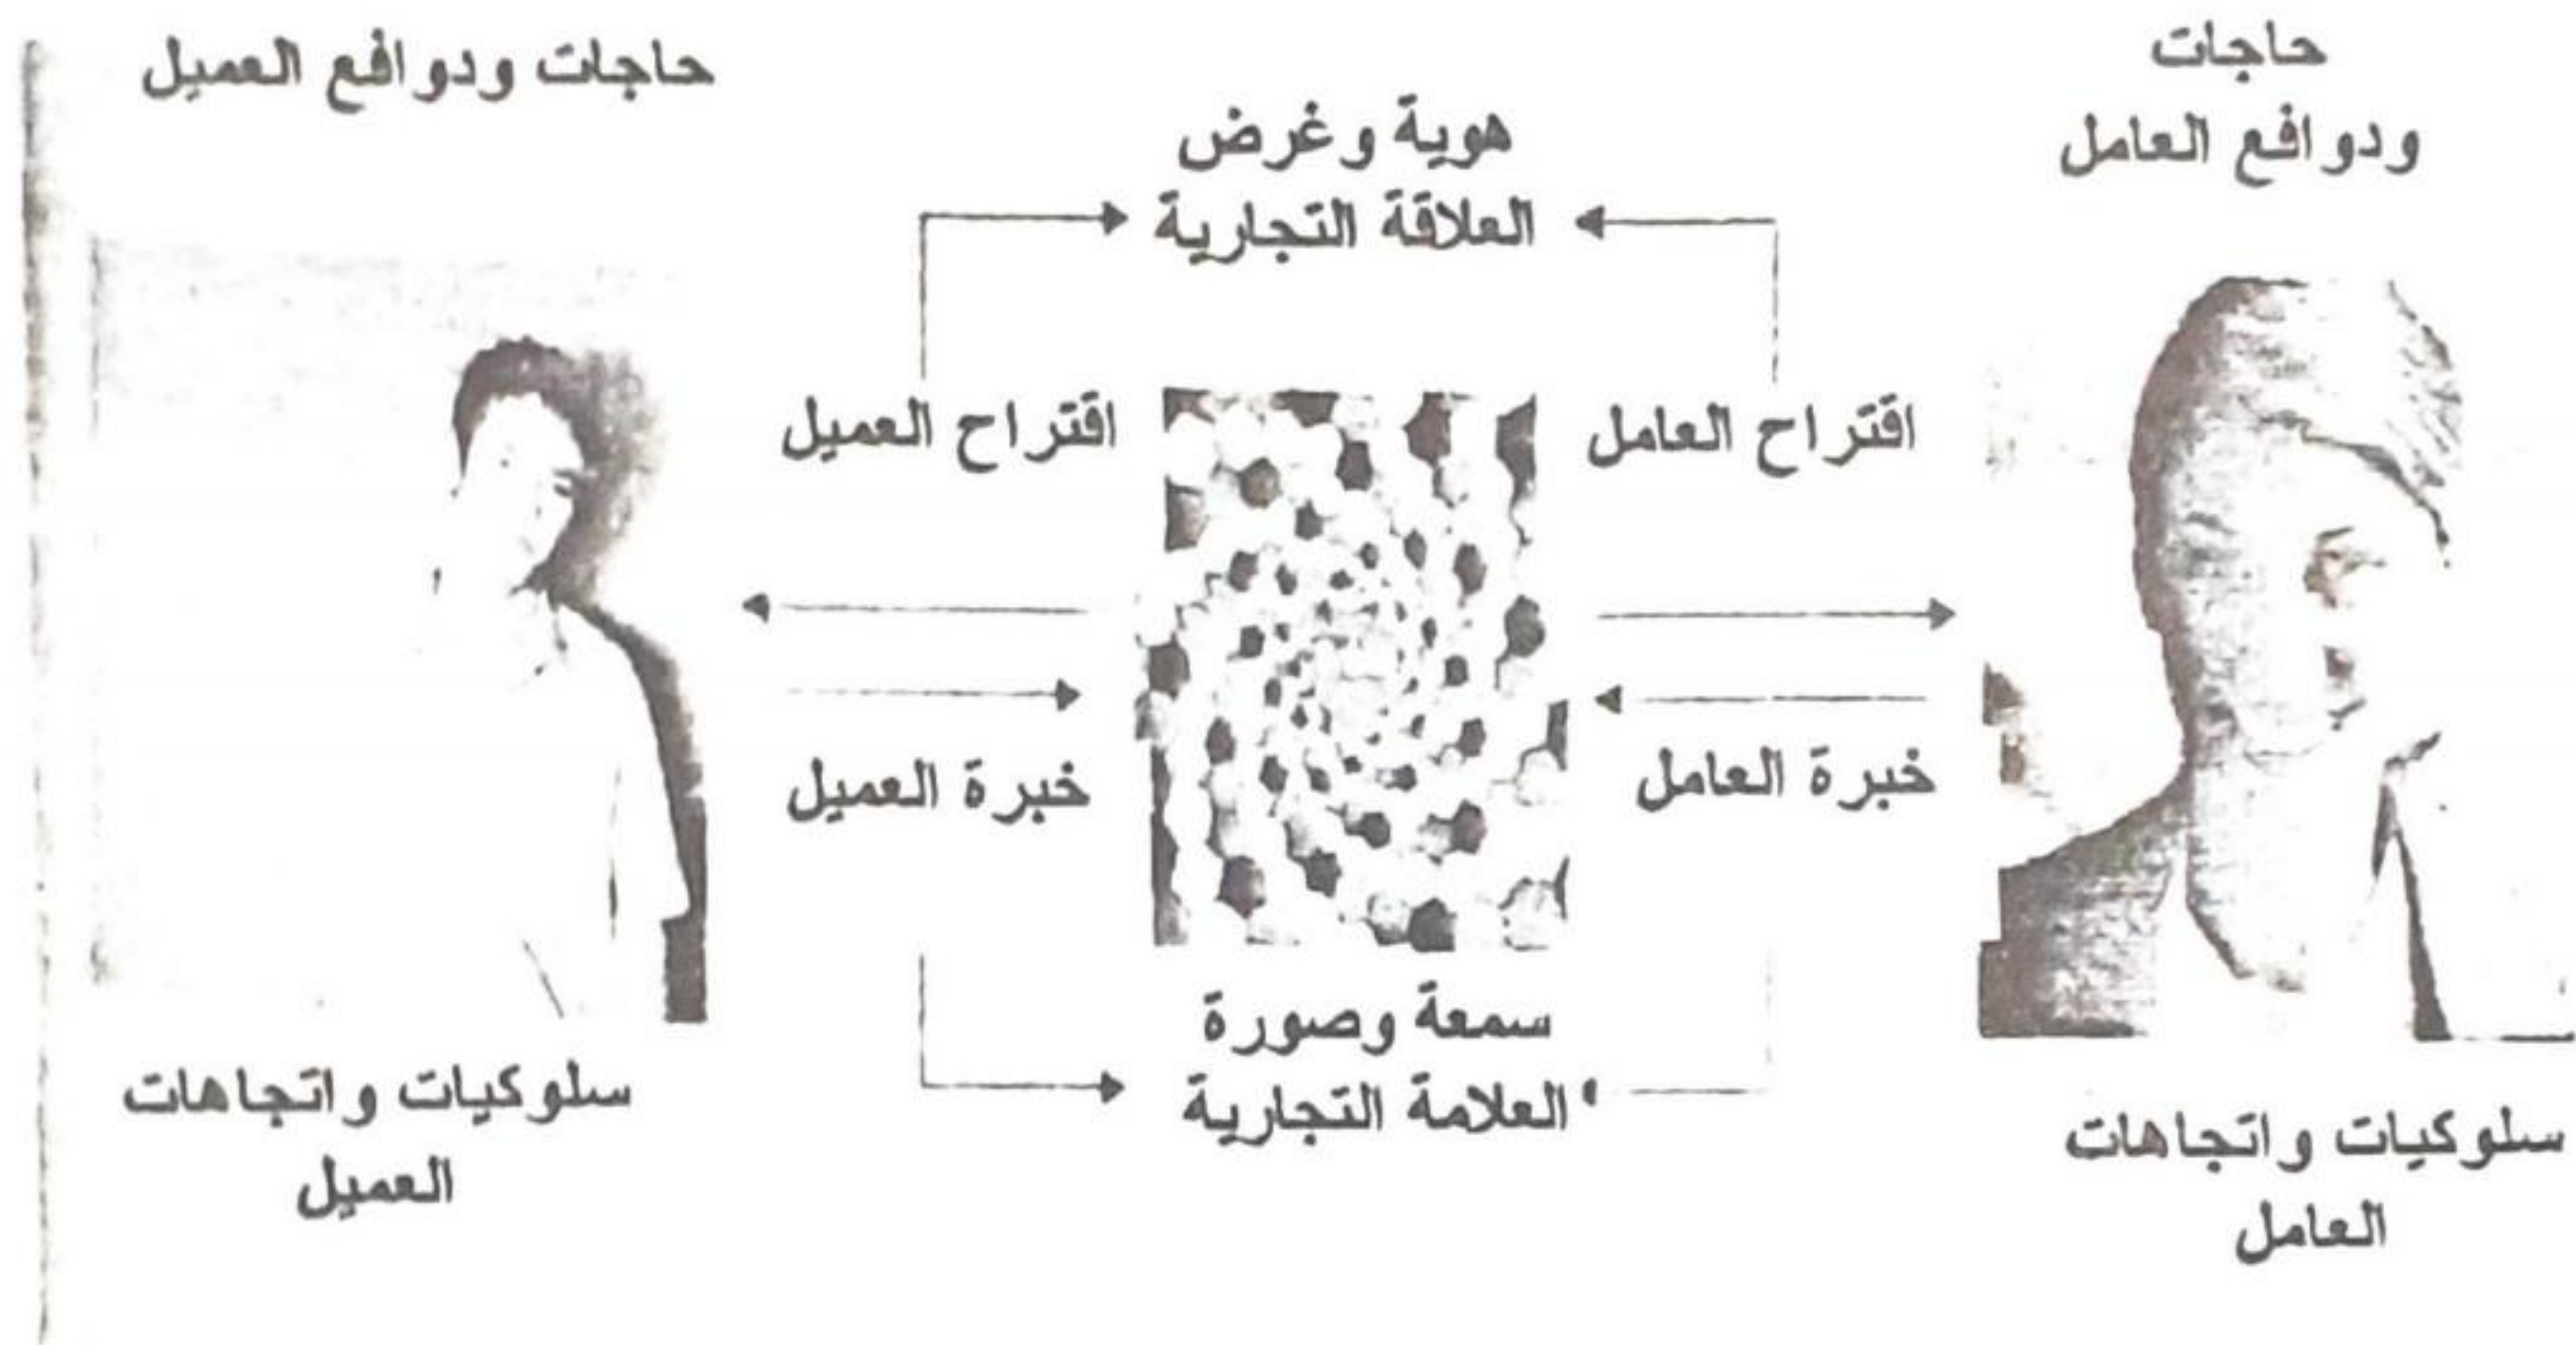 حاجات
ودوافع العامل
هوية وغرض
العلاقة التجارية
حاجات ودوافع العميل
اقتراح العامل
اقتراح العميل
خبرة العامل
خبرة العميل
سمعة وصورة
العلامة التجارية
سلوكيات واتجاهات
العامل
سلوكيات واتجاهات
العميل